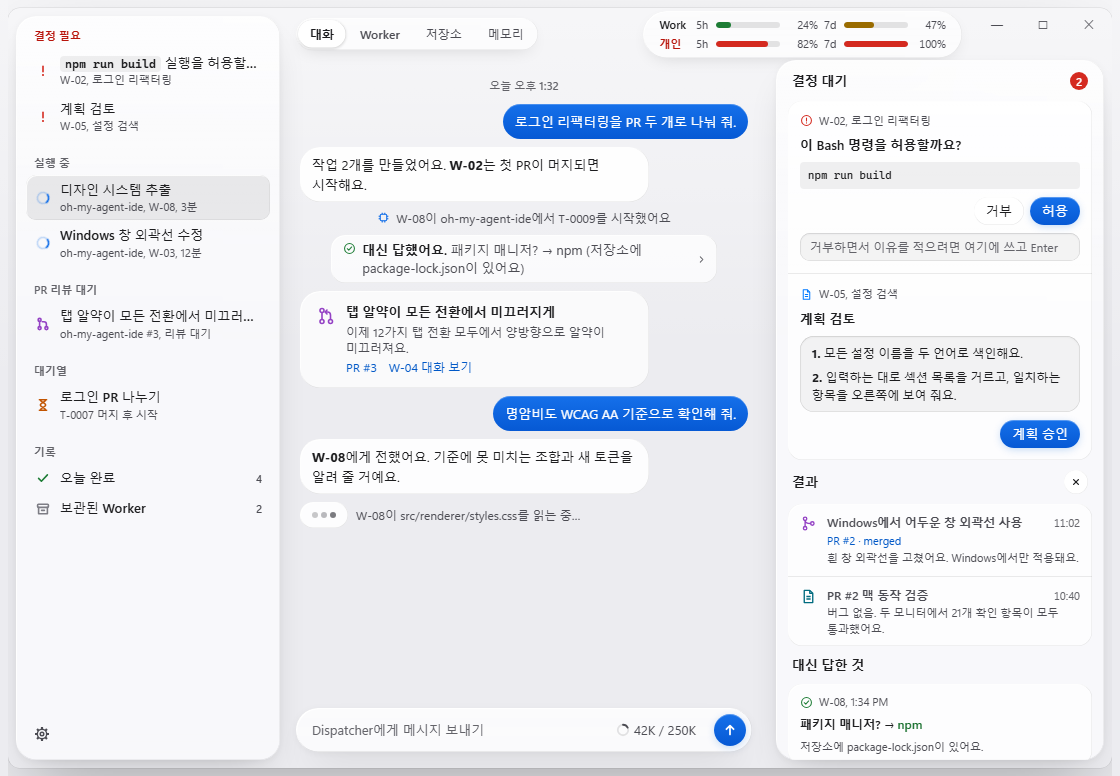 결정 필요
npm run build 실행을 허용할...
W-02, 로그인 리팩터링
계획 검토
W-05, 설정 검색
실행 중
디자인 시스템 추출
oh-my-agent-ide, W-08, 3분
Windows 창 외곽선 수정
oh-my-agent-ide, W-03, 12분
PR 리뷰 대기
탭 알약이 모든 전환에서 미끄러...
oh-my-agent-ide #3, 리뷰 대기
대기열
로그인 PR 나누기
T-0007 머지 후 시작
기록
오늘 완료 4
보관된 Worker 2
대화 Worker 저장소 메모리
Work 5h 24% 7d 47%
개인 5h 82% 7d 100%
오늘 오후 1:32
로그인 리팩터링을 PR 두 개로 나눠 줘.
작업 2개를 만들었어요. W-02는 첫 PR이 머지되면
시작해요.
W-08이 oh-my-agent-ide에서 T-0009를 시작했어요
대신 답했어요. 패키지 매니저? → npm (저장소에
package-lock.json이 있어요)
탭 알약이 모든 전환에서 미끄러지게
이제 12가지 탭 전환 모두에서 양방향으로 알약이
미끄러져요.
PR #3 W-04 대화 보기
명암비도 WCAG AA 기준으로 확인해 줘.
W-08에게 전했어요. 기준에 못 미치는 조합과 새 토큰을
알려 줄 거예요.
W-08이 src/renderer/styles.css를 읽는 중...
Dispatcher에게 메시지 보내기 42K / 250K
결정 대기 2
W-02, 로그인 리팩터링
이 Bash 명령을 허용할까요?
npm run build
거부 허용
거부하면서 이유를 적으려면 여기에 쓰고 Enter
W-05, 설정 검색
계획 검토
1. 모든 설정 이름을 두 언어로 색인해요.
2. 입력하는 대로 섹션 목록을 거르고, 일치하는
항목을 오른쪽에 보여 줘요.
계획 승인
결과
Windows에서 어두운 창 외곽선 사용 11:02
PR #2 · merged
흰 창 외곽선을 고쳤어요. Windows에서만 적용돼요.
PR #2 맥 동작 검증 10:40
버그 없음. 두 모니터에서 21개 확인 항목이 모두
통과했어요.
대신 답한 것
W-08, 1:34 PM
패키지 매니저? → npm
저장소에 package-lock.json이 있어요.